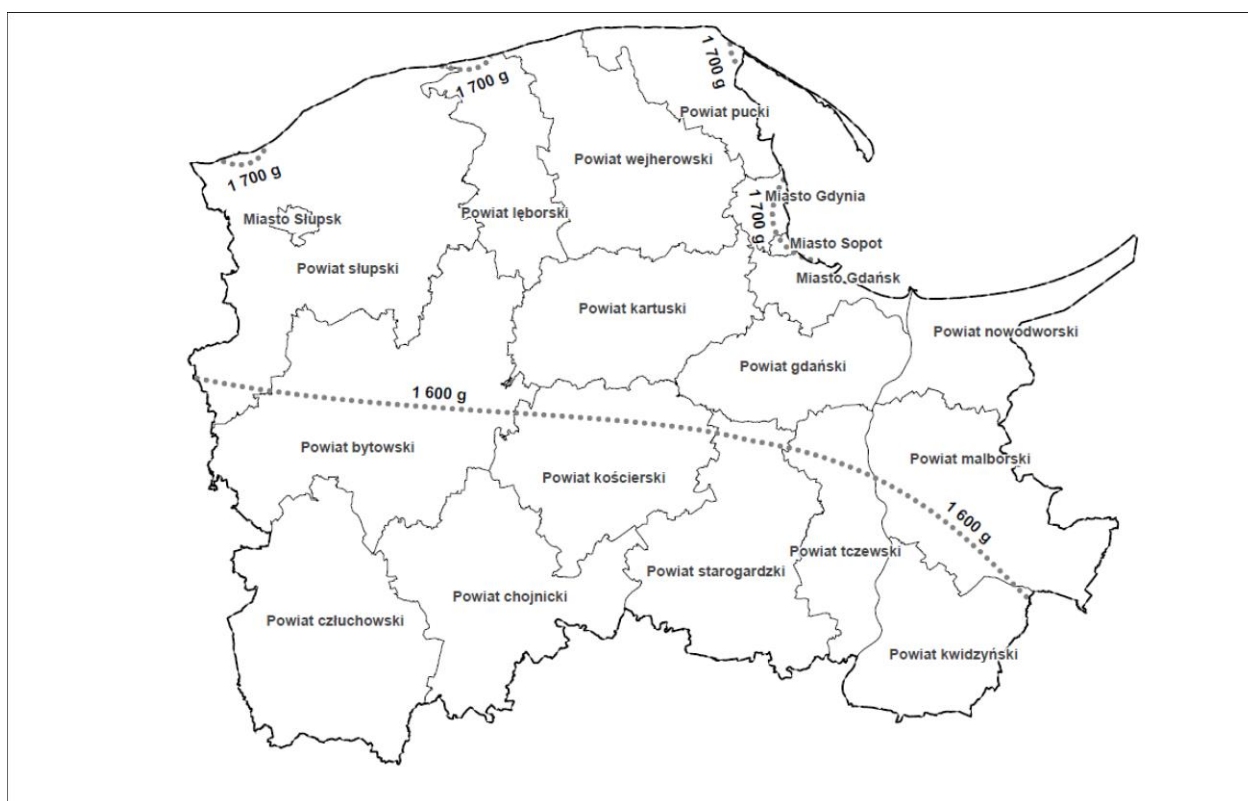 1 700 g
1 700 g
Powiat pucki
Powiat wejherowski
1 700 g
Miasto Gdynia
1 700 g
Miasto Słupsk
Powiat lęborski
Miasto Sopot
Powiat słupski
Miasto Gdańsk
Powiat kartuski
Powiat nowodworski
Powiat gdański
1 600 g
Powiat bytowski
Powiat malborski
Powiat kościerski
1 600 g
Powiat tczewski
Powiat starogardzki
Powiat chojnicki
Powiat człuchowski
Powiat kwidzyński